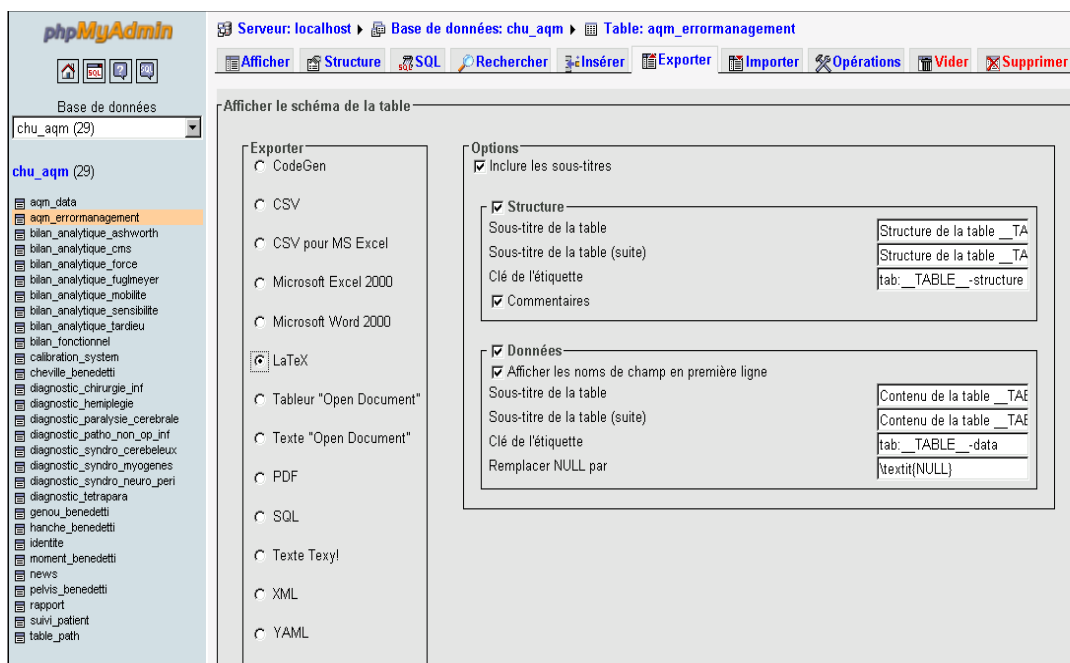 phpMyAdmin
SQL
Base de données
chu_aqm (29)
chu_aqm (29)
aqm_data
aqm_errormanagement
bilan_analytique_ashworth
bilan_analytique_cms
bilan_analytique_force
bilan_analytique_fuglmeyer
bilan_analytique_mobilite
bilan_analytique_sensibilite
bilan_analytique_tardieu
bilan_fonctionnel
calibration_system
cheville_benedetti
diagnostic_chirurgie_inf
diagnostic_hemiplegie
diagnostic_paralysie_cerebrale
diagnostic_patho_non_op_inf
diagnostic_syndro_cerebeleux
diagnostic_syndro_myogenes
diagnostic_syndro_neuro_peri
diagnostic_tetrapara
genou_benedetti
hanche_benedetti
identite
moment_benedetti
news
pelvis_benedetti
rapport
suivi_patient
table_path
Serveur: localhost Base de données: chu_aqm Table: aqm_errormanagement
Afficher Structure SQL Rechercher Insérer Exporter Importer Opérations Vider Supprimer
Afficher le schéma de la table
Exporter
CodeGen
CSV
CSV pour MS Excel
Microsoft Excel 2000
Microsoft Word 2000
LaTeX
Tableur "Open Document"
Texte "Open Document"
PDF
SQL
Texte Texy!
XML
YAML
Options
Inclure les sous-titres
Structure
Sous-titre de la table Structure de la table __TA
Sous-titre de la table (suite) Structure de la table __TA
Clé de l'étiquette tab:__TABLE__-structure
Commentaires
Données
Afficher les noms de champ en première ligne
Sous-titre de la table Contenu de la table __TAE
Sous-titre de la table (suite) Contenu de la table __TAE
Clé de l'étiquette tab:__TABLE__-data
Remplacer NULL par \textit{NULL}